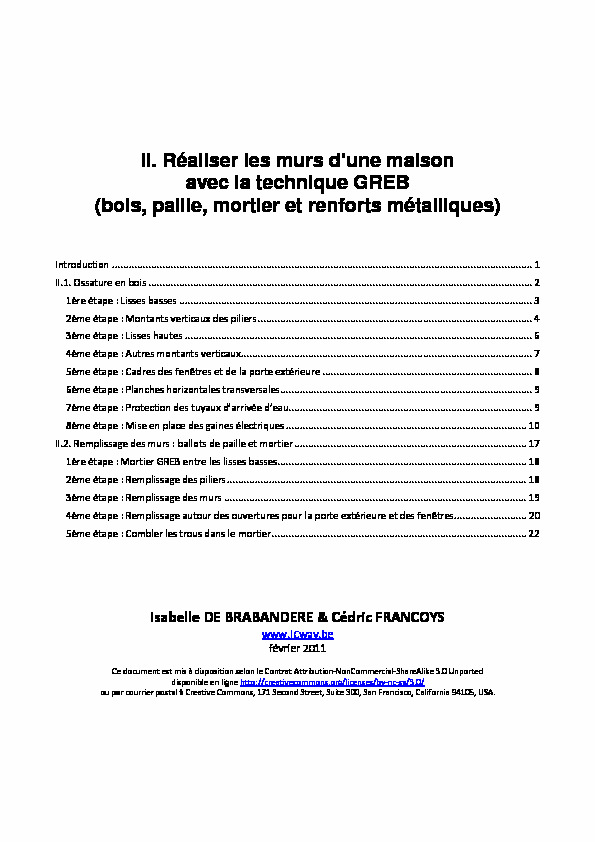 II. Réaliser les murs d'une maison
avec la technique GREB
(bois, paille, mortier et renforts métalliques)
Introduction ............ 1
II.1. Ossature en bois ............ 2
1ère étape : Lisses basses ............ 3
2ème étape : Montants verticaux des piliers ............ 4
3ème étape : Lisses hautes ............ 6
4ème étape : Autres montants verticaux ............ 7
5ème étape : Cadres des fenêtres et de la porte extérieure ............ 8
6ème étape : Planches horizontales transversales ............ 9
7ème étape : Protection des tuyaux d'arrivée d'eau ............ 9
8ème étape : Mise en place des gaines électriques ............ 10
II.2. Remplissage des murs : ballots de paille et mortier ............ 17
1ère étape : Mortier GREB entre les lisses basses ............ 18
2ème étape : Remplissage des piliers ............ 18
3ème étape : Remplissage des murs ............ 19
4ème étape : Remplissage autour des ouvertures pour la porte extérieure et des fenêtres ............ 20
5ème étape : Combler les trous dans le mortier ............ 22
Isabelle DE BRABANDERE & Cédric FRANCOYS
www.icway.be
février 2011
Ce document est mis à disposition selon le Contrat Attribution-NonCommercial-ShareAlike 3.0 Unported
disponible en ligne http://creativecommons.org/licenses/by-nc-sa/3.0/
ou par courrier postal à Creative Commons, 171 Second Street, Suite 300, San Francisco, California 94105, USA.